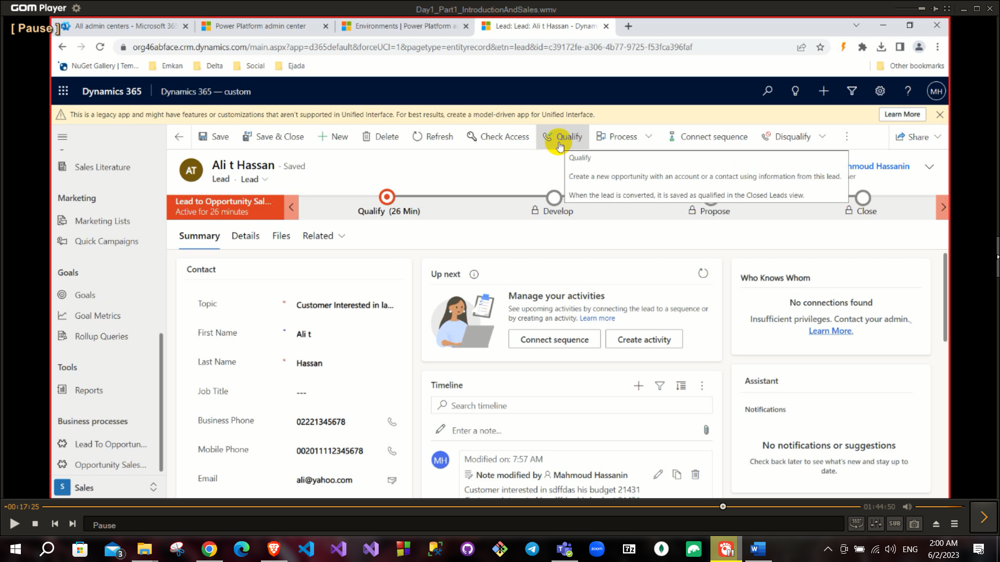 GOM Player
Day1_Part1_IntroductionAndSales.wmv
[ Pause ]
All admin centers - Microsoft 365
Power Platform admin center
Environments | Power Platform a
Lead: Lead: Ali t Hassan - Dynam
org46abface.crm.dynamics.com/main.aspx?app=d365default&forceUCI=1&pagetype=entityrecord&etn=lead&id=c39172fe-a306-4b77-9725-f53fca396faf
NuGet Gallery | Tem...
Emkan
Delta
Social
Ejada
Other bookmarks
Dynamics 365
Dynamics 365 — custom
MH
This is a legacy app and might have features or customizations that aren't supported in Unified Interface. For best results, create a model-driven app for Unified Interface.
Learn More
Save
Save & Close
New
Delete
Refresh
Check Access
Qualify
Process
Connect sequence
Disqualify
Share
Sales Literature
Marketing
Marketing Lists
Quick Campaigns
Goals
Goals
Goal Metrics
Rollup Queries
Tools
Reports
Business processes
Lead To Opportun...
Opportunity Sales...
S
Sales
AT
Ali t Hassan - Saved
Lead · Lead
Qualify
Create a new opportunity with an account or a contact using information from this lead.
When the lead is converted, it is saved as qualified in the Closed Leads view.
hmoud Hassanin
er
Lead to Opportunity Sal...
Active for 26 minutes
Qualify (26 Min)
Develop
Propose
Close
Summary
Details
Files
Related
Contact
Topic * Customer Interested in la...
First Name + Ali t
Last Name * Hassan
Job Title ---
Business Phone 02221345678
Mobile Phone 002011112345678
Email ali@yahoo.com
Up next
Manage your activities
See upcoming activities by connecting the lead to a sequence or
by creating an activity. Learn more
Connect sequence
Create activity
Timeline
Search timeline
Enter a note...
MH
Modified on: 7:57 AM
Note modified by Mahmoud Hassanin
Customer interested in sdffdas his budget 21431
Who Knows Whom
No connections found
Insufficient privileges. Contact your admin.
Learn More.
Assistant
Notifications
No notifications or suggestions
Check back later to see what's new and stay up to
date.
-00:17:25
01:44:50
Pause
360°
SUB
3
zoom
7z
W
ENG
2:00 AM
6/2/2023